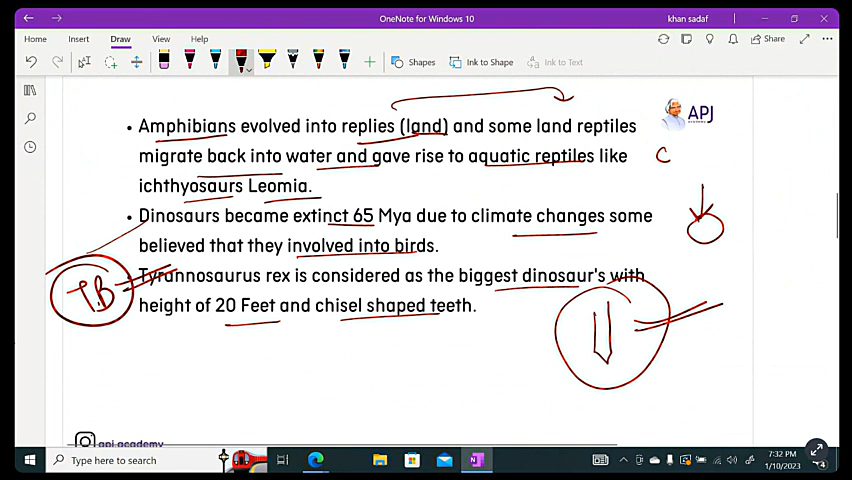 OneNote for Windows 10
khan sadaf
Home Insert Draw View Help
Share
Shapes
Ink to Shape
Ink to Text
APJ
• Amphibians evolved into replies (land) and some land reptiles
migrate back into water and gave rise to aquatic reptiles like
C
ichthyosaurs Leomia.
• Dinosaurs became extinct 65 Mya due to climate changes some
believed that they involved into birds.
• Tyrannosaurus rex is considered as the biggest dinosaur's with
T.B
height of 20 Feet and chisel shaped teeth.
api.academy
Type here to search
7:32 PM
1/10/2023
4